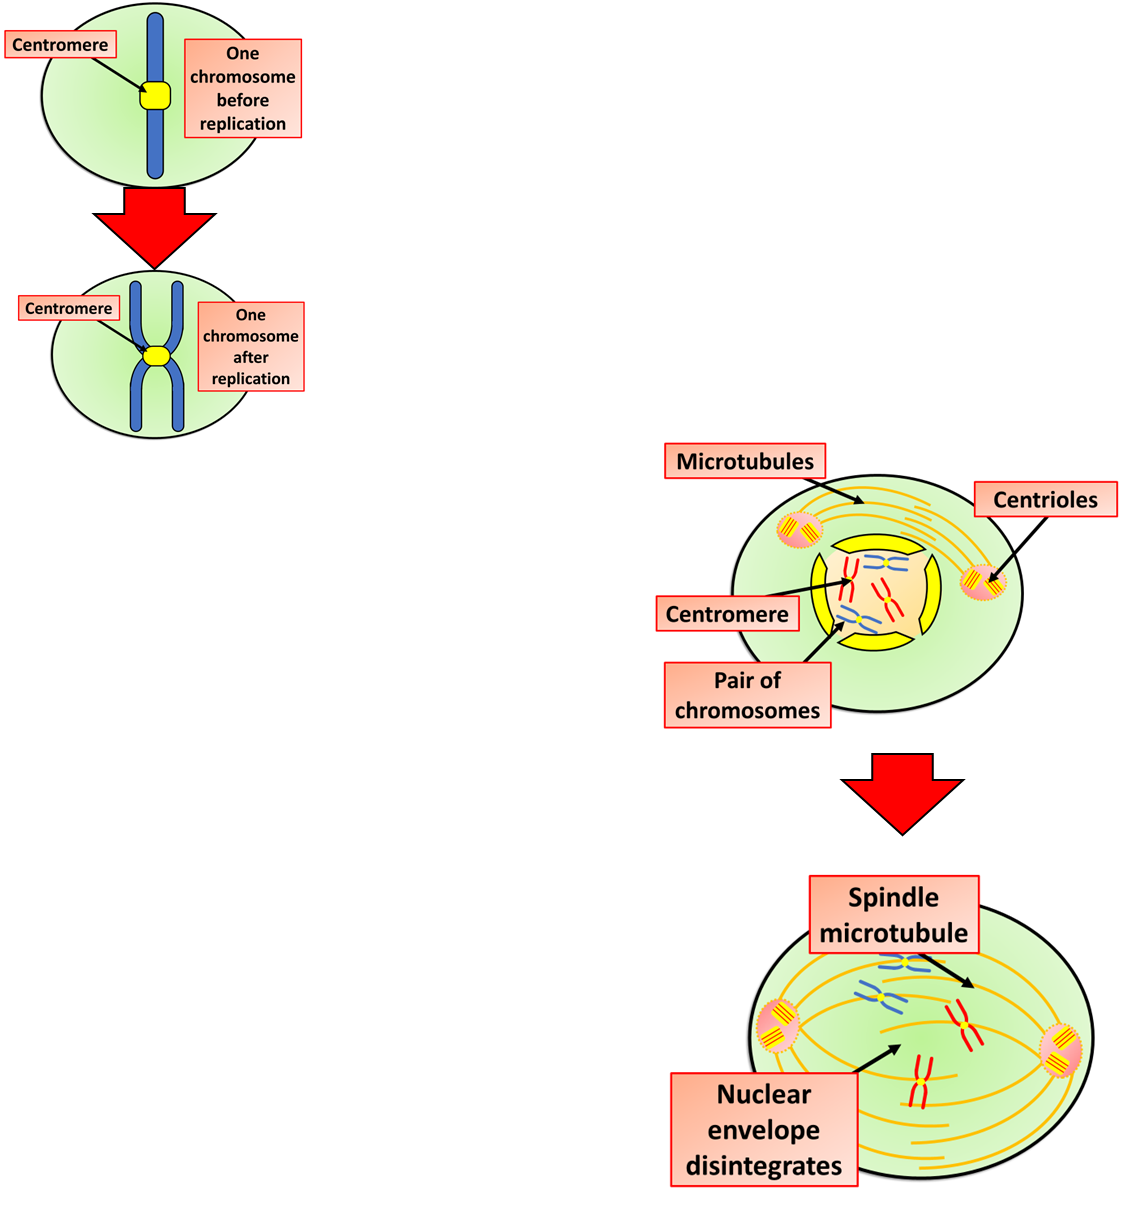 Centromere
One
chromosome
before
replication
Centromere
One
chromosome
after
replication
Microtubules
Centrioles
Centromere
Pair of
chromosomes
Spindle
microtubule
Nuclear
envelope
disintegrates